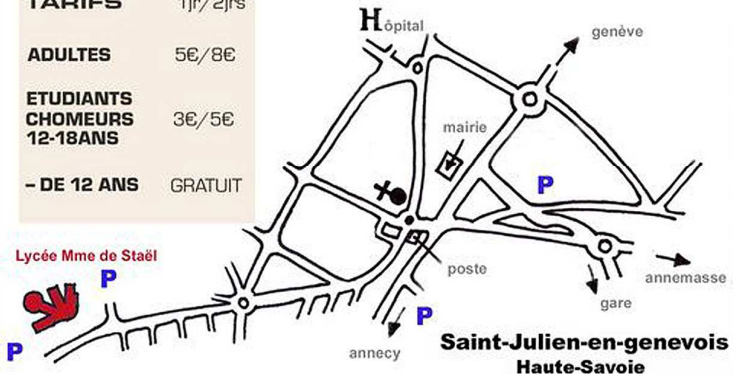 TARIFS 1jr/2jrs
ADULTES 5€/8€
ETUDIANTS
CHOMEURS 3€/5€
12-18ANS
– DE 12 ANS GRATUIT
Hôpital
genève
mairie
P
Lycée Mme de Staël
P
P
poste
annemasse
gare
P
annecy
Saint-Julien-en-genevois
Haute-Savoie